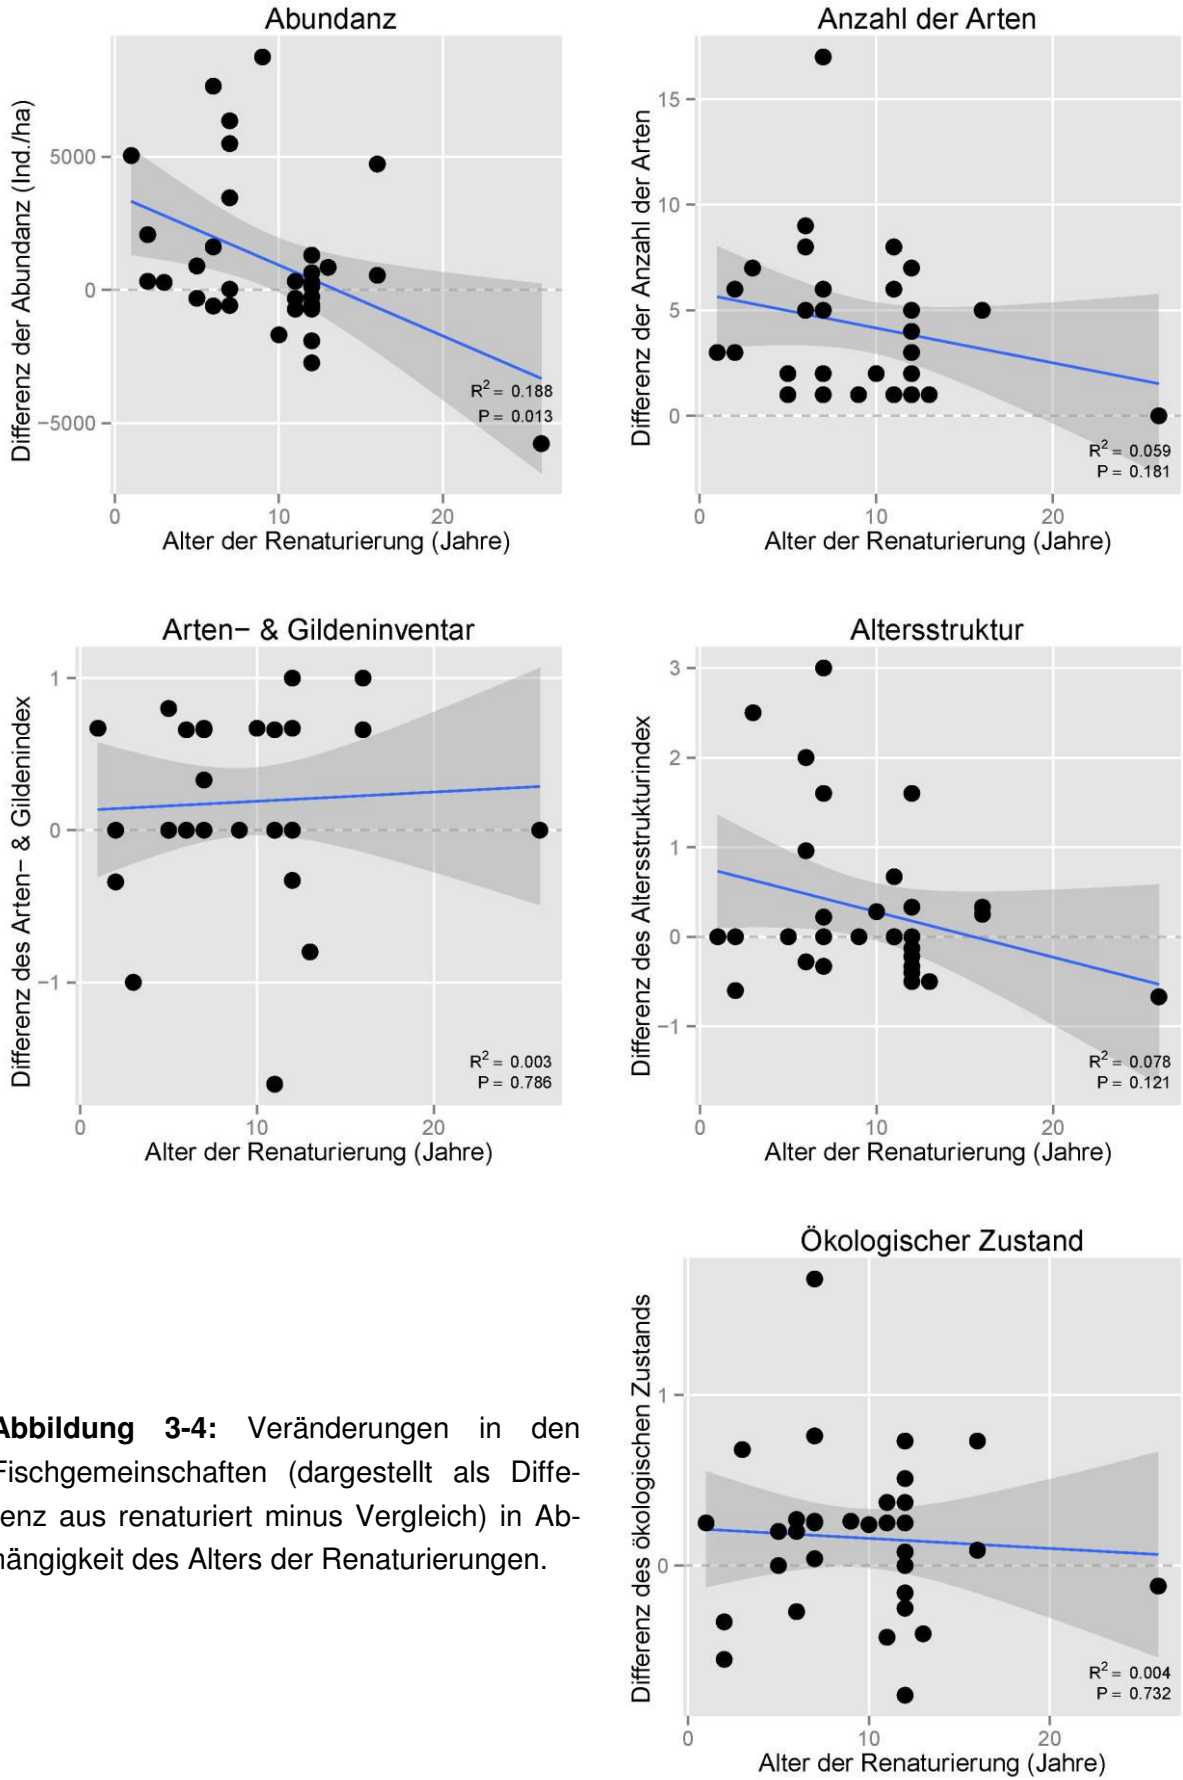 Abundanz
Differenz der Abundanz (Ind./ha)
5000
0
−5000
R2 = 0.188
P = 0.013
0 10 20
Alter der Renaturierung (Jahre)
Anzahl der Arten
Differenz der Anzahl der Arten
15
10
5
0
R2 = 0.059
P = 0.181
0 10 20
Alter der Renaturierung (Jahre)
Arten− & Gildeninventar
Differenz des Arten− & Gildenindex
1
0
−1
R2 = 0.003
P = 0.786
0 10 20
Alter der Renaturierung (Jahre)
Altersstruktur
Differenz des Altersstrukturindex
3
2
1
0
−1
R2 = 0.078
P = 0.121
0 10 20
Alter der Renaturierung (Jahre)
Ökologischer Zustand
Differenz des ökologischen Zustands
1
0
R2 = 0.004
P = 0.732
0 10 20
Alter der Renaturierung (Jahre)
Abbildung 3-4: Veränderungen in den
Fischgemeinschaften (dargestellt als Diffe-
renz aus renaturiert minus Vergleich) in Ab-
hängigkeit des Alters der Renaturierungen.